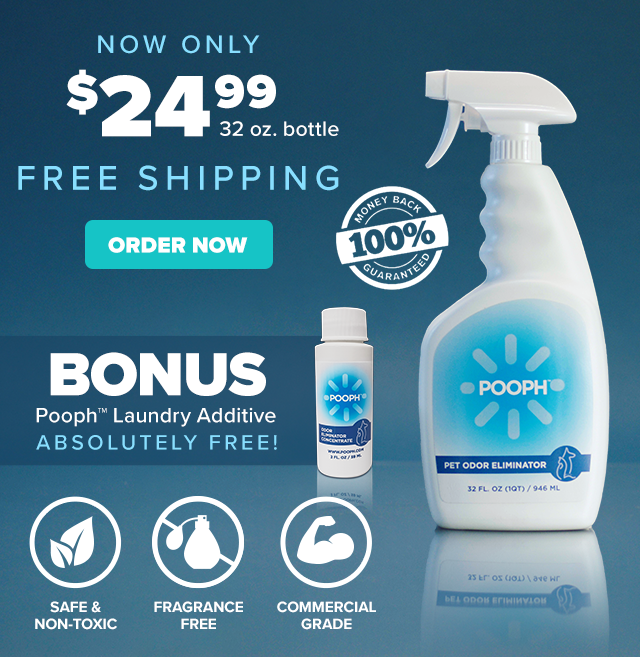 NOW ONLY
$24.99
32 oz. bottle
FREE SHIPPING
ORDER NOW
MONEY BACK
100%
GUARANTEED
BONUS
Pooph™ Laundry Additive
ABSOLUTELY FREE!
POOPH™
ODOR
ELIMINATOR
CONCENTRATE
WWW.POOPH.COM
2 FL. OZ / 59 ML
POOPH™
PET ODOR ELIMINATOR
32 FL. OZ (1QT) / 946 ML
SAFE &
NON-TOXIC
FRAGRANCE
FREE
COMMERCIAL
GRADE